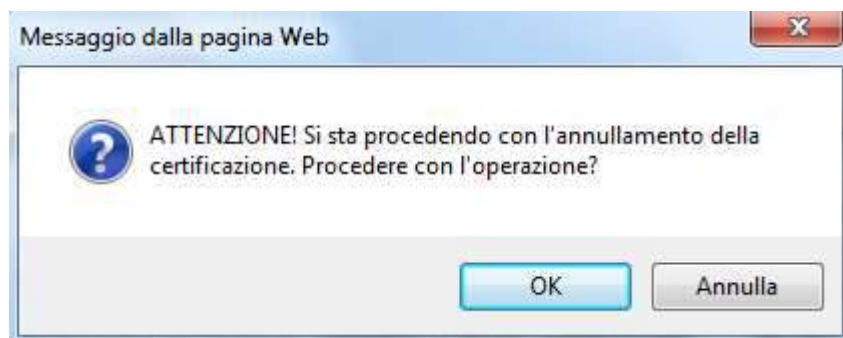 Messaggio dalla pagina Web
ATTENZIONE! Si sta procedendo con l'annullamento della
certificazione. Procedere con l'operazione?
OK
Annulla